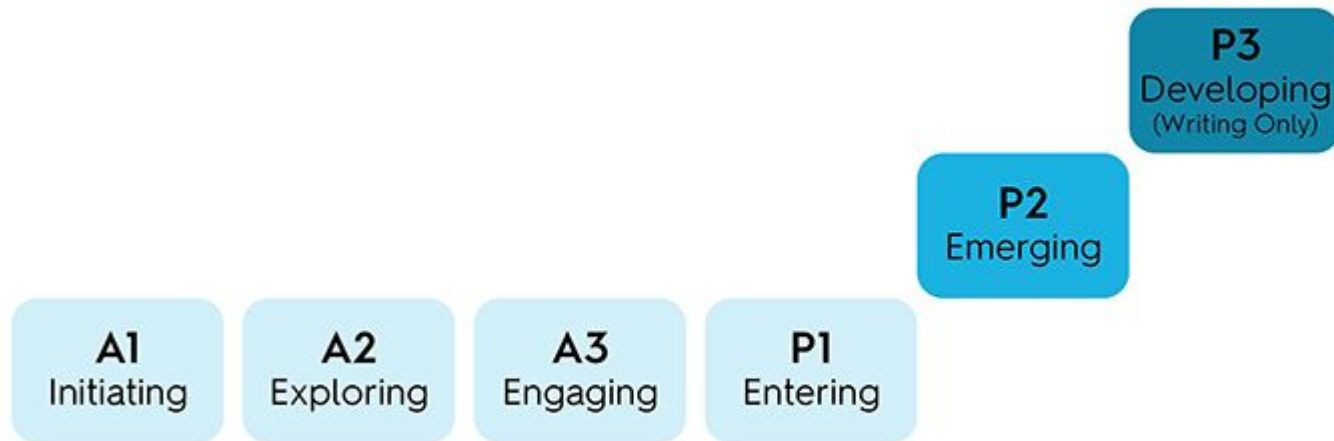 P3
Developing
(Writing Only)
P2
Emerging
A1
Initiating
A2
Exploring
A3
Engaging
P1
Entering